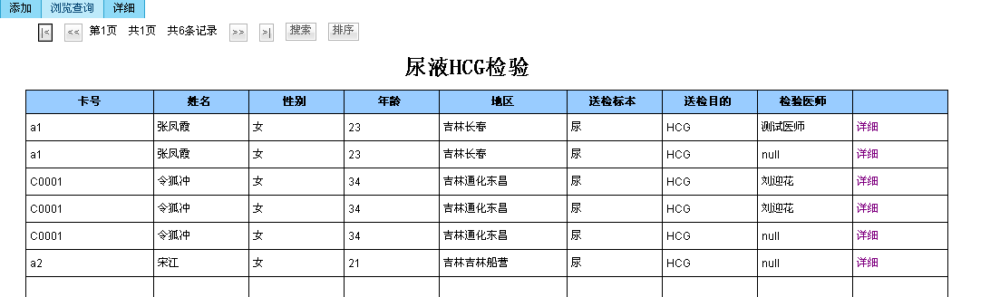 添加 浏览查询 详细
|< << 第1页 共1页 共6条记录 >> >| 搜索 排序
尿液HCG检验
卡号 姓名 性别 年龄 地区 送检标本 送检目的 检验医师
a1 张凤霞 女 23 吉林长春 尿 HCG 测试医师 详细
a1 张凤霞 女 23 吉林长春 尿 HCG null 详细
C0001 令狐冲 女 34 吉林通化东昌 尿 HCG 刘迎花 详细
C0001 令狐冲 女 34 吉林通化东昌 尿 HCG 刘迎花 详细
C0001 令狐冲 女 34 吉林通化东昌 尿 HCG null 详细
a2 宋江 女 21 吉林吉林船营 尿 HCG null 详细